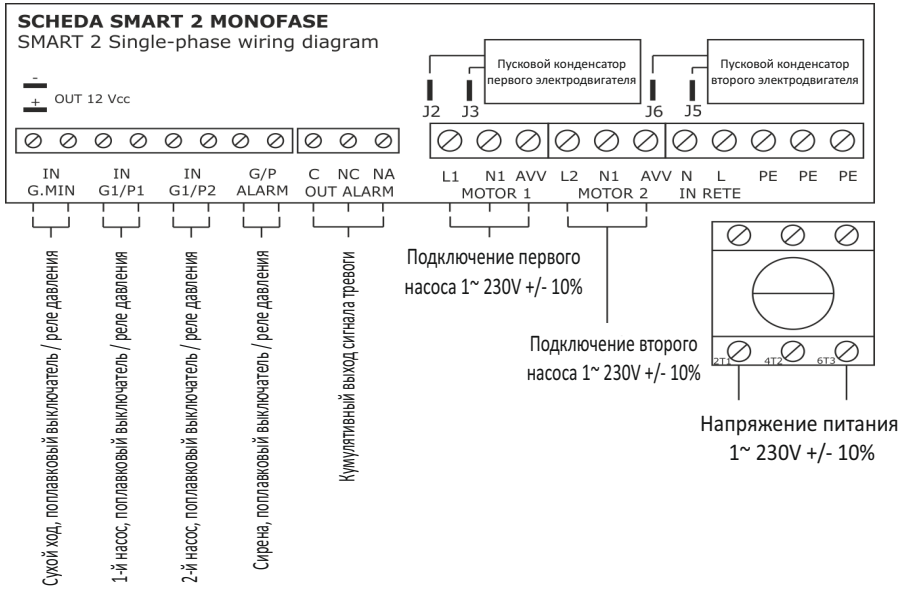 SCHEDA SMART 2 MONOFASE
SMART 2 Single-phase wiring diagram
-
+ OUT 12 Vcc
Пусковой конденсатор
первого электродвигателя
Пусковой конденсатор
второго электродвигателя
J2 J3 J6 J5
IN IN IN G/P C NC NA L1 N1 AVV L2 N1 AVV N L PE PE PE
G.MIN G1/P1 G1/P2 ALARM OUT ALARM MOTOR 1 MOTOR 2 IN RETE
Сухой ход, поплавковый выключатель / реле давления
1-й насос, поплавковый выключатель / реле давления
2-й насос, поплавковый выключатель / реле давления
Сирена, поплавковый выключатель / реле давления
Кумулятивный выход сигнала тревоги
Подключение первого
насоса 1~ 230V +/- 10%
Подключение второго
насоса 1~ 230V +/- 10%
2T1 4T2 6T3
Напряжение питания
1~ 230V +/- 10%